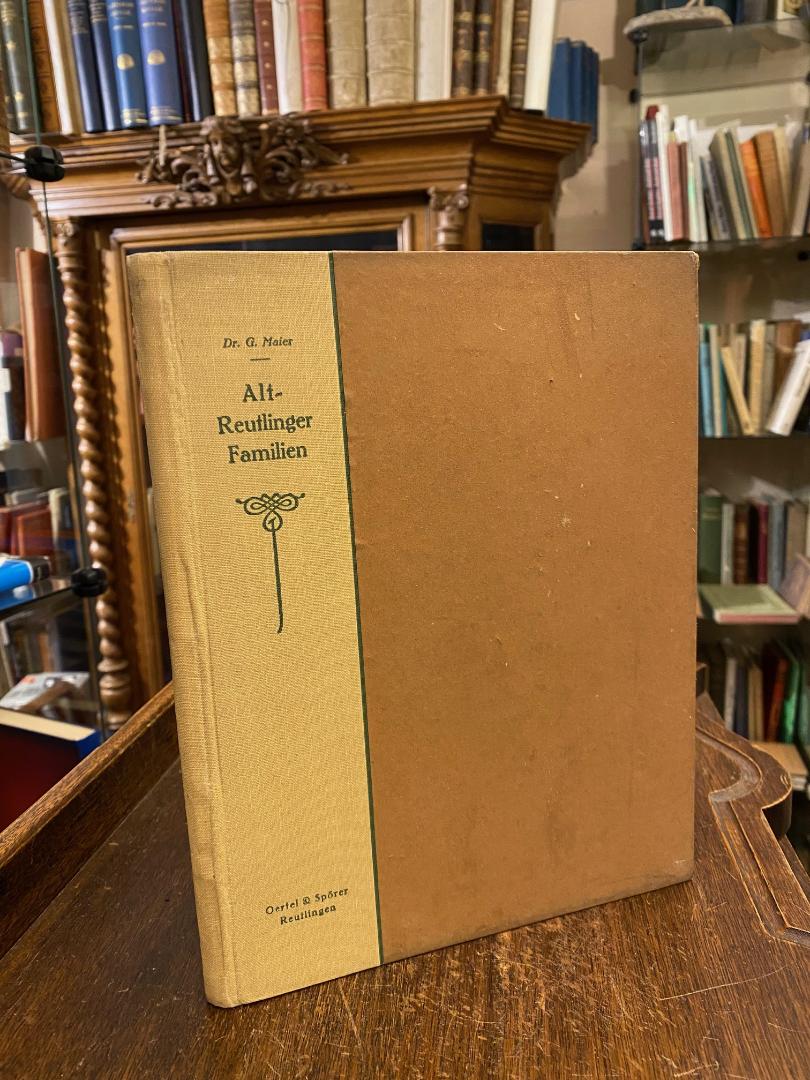 Dr. G. Maier
Alt-
Reutlinger
Familien
Oertel & Spörer
Reutlingen